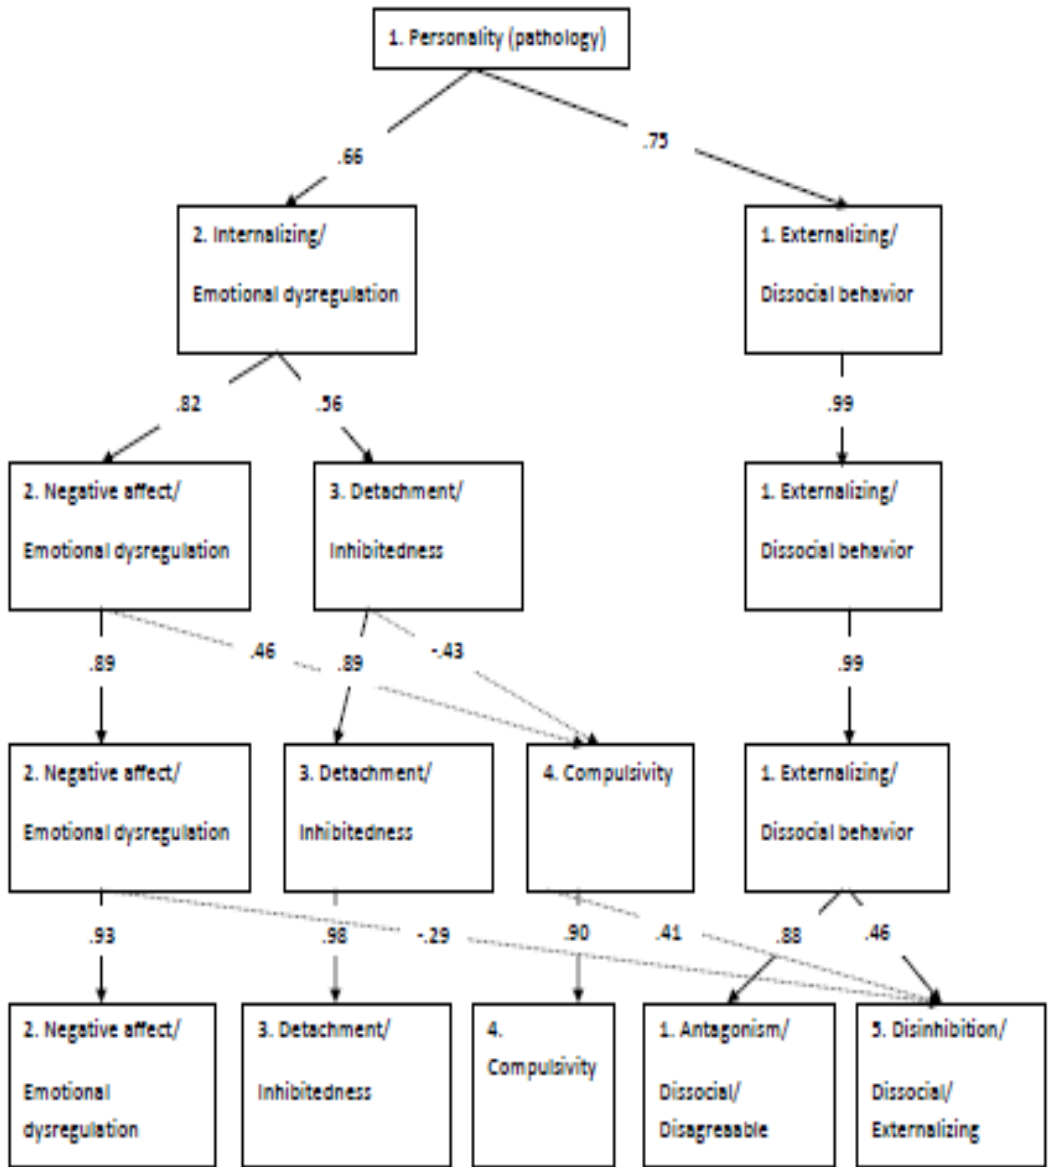 1. Personality (pathology)
.66
.75
2. Internalizing/
Emotional dysregulation
1. Externalizing/
Dissocial behavior
.82
.56
.99
2. Negative affect/
Emotional dysregulation
3. Detachment/
Inhibitedness
1. Externalizing/
Dissocial behavior
.89
.46
.89
-.43
.99
2. Negative affect/
Emotional dysregulation
3. Detachment/
Inhibitedness
4. Compulsivity
1. Externalizing/
Dissocial behavior
.93
.98
-.29
.90
.41
.88
.46
2. Negative affect/
Emotional
dysregulation
3. Detachment/
Inhibitedness
4.
Compulsivity
1. Antagonism/
Dissocial/
Disagreaable
5. Disinhibition/
Dissocial/
Externalizing